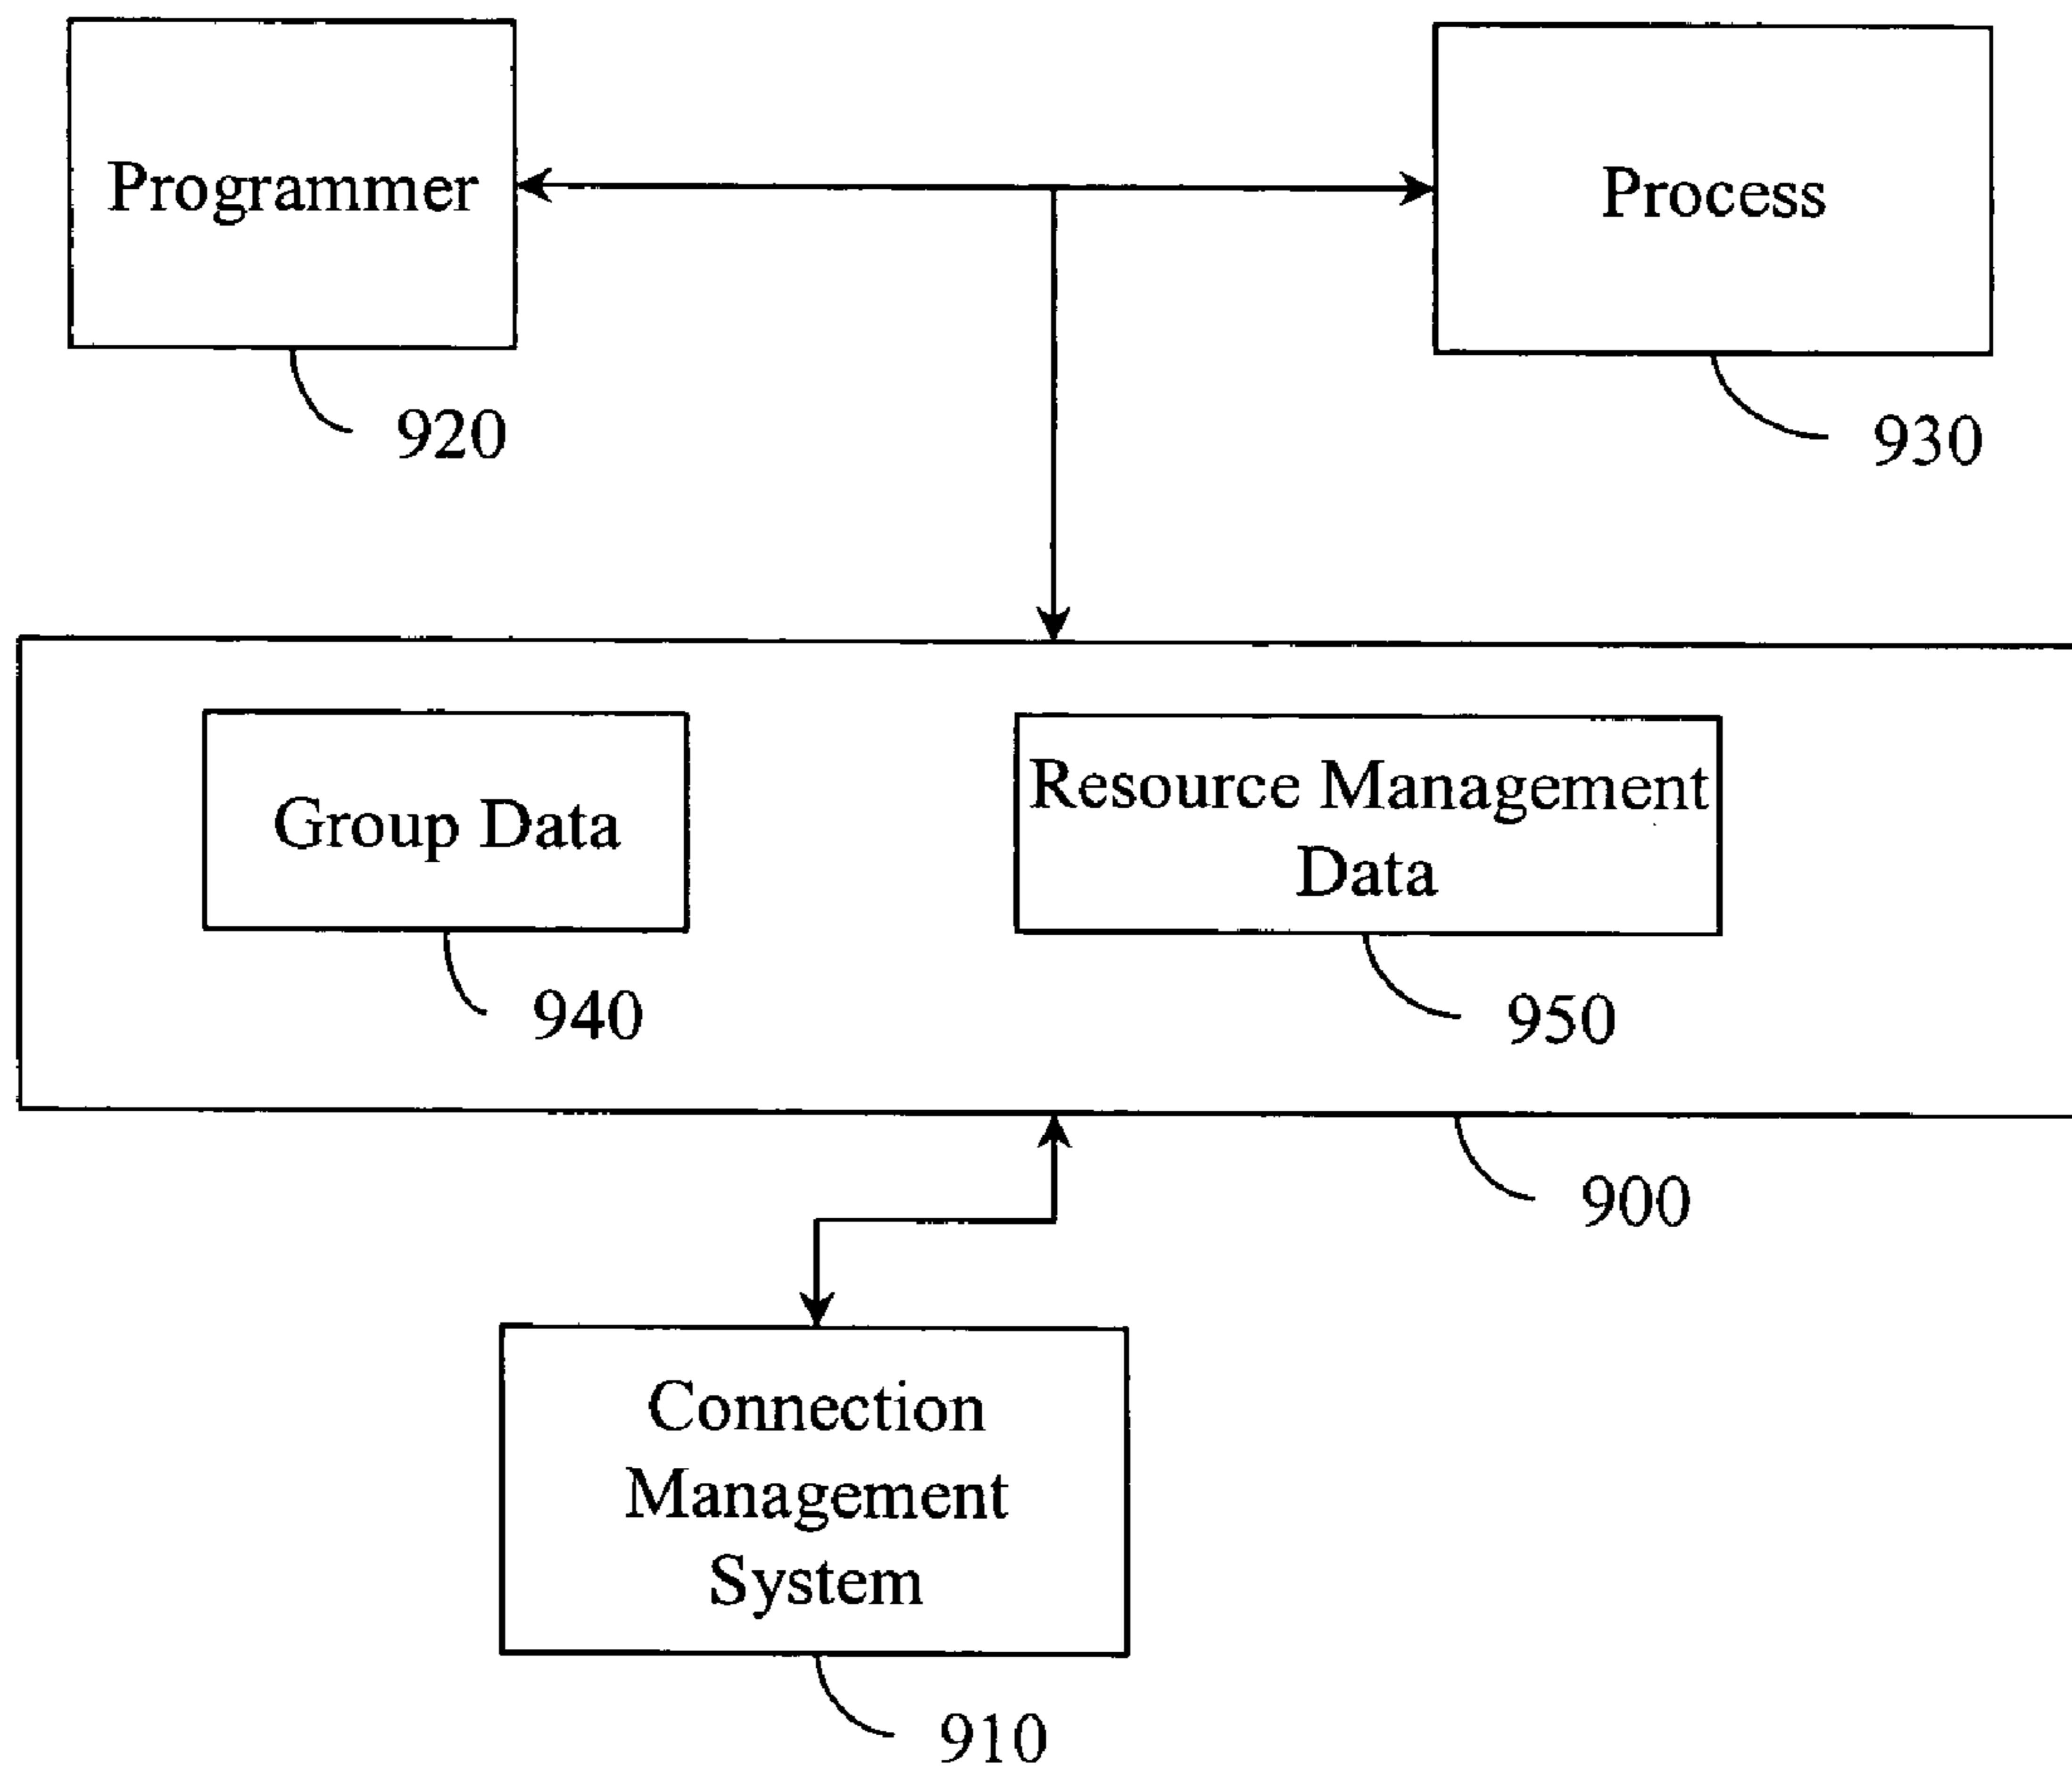 Programmer
Process
920
930
Group Data
Resource Management
Data
940
950
900
Connection
Management
System
910